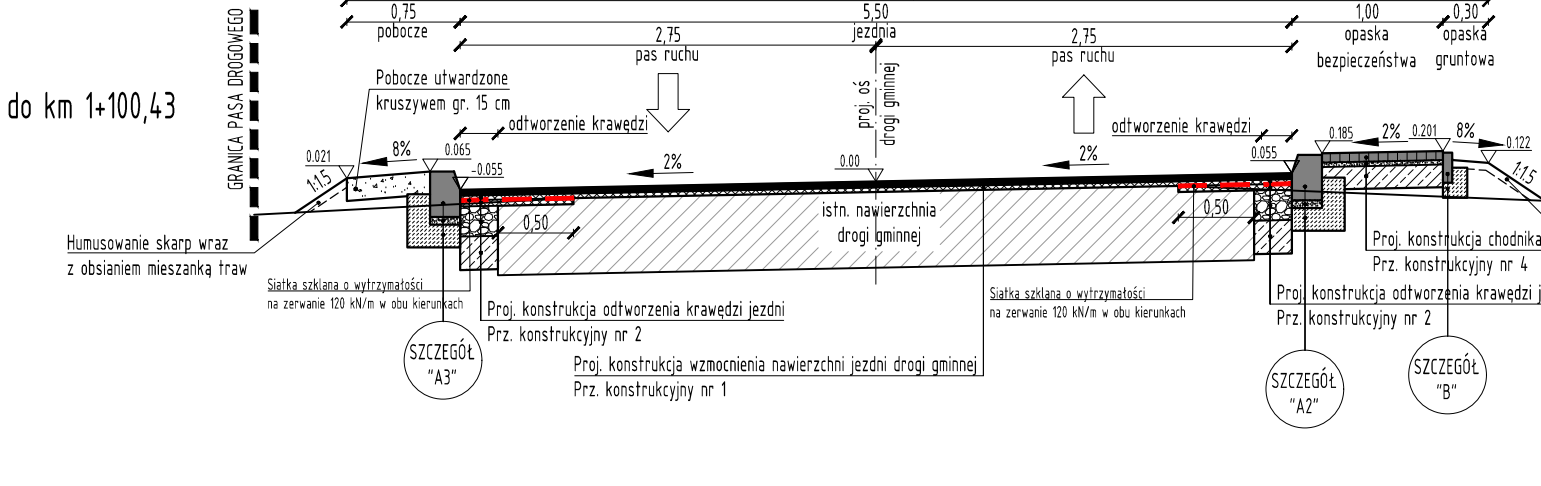 0,75
5,50
1,00
0,30
pobocze
jezdnia
opaska
bezpieczeństwa
opaska
gruntowa
2,75
2,75
pas ruchu
pas ruchu
GRANICA PASA DROGOWEGO
do km 1+100,43
Pobocze utwardzone
kruszywem gr. 15 cm
proj. oś
drogi gminnej
odtworzenie krawędzi
odtworzenie krawędzi
0.021
8%
0.065
-0.055
2%
0.00
2%
0.055
0.185
2%
0.201
8%
0.122
1:1.5
1:1.5
0,50
istn. nawierzchnia
drogi gminnej
0,50
Humusowanie skarp wraz
z obsianiem mieszanką traw
Siatka szklana o wytrzymałości
na zerwanie 120 kN/m w obu kierunkach
Proj. konstrukcja odtworzenia krawędzi jezdni
Prz. konstrukcyjny nr 2
Proj. konstrukcja wzmocnienia nawierzchni jezdni drogi gminnej
Prz. konstrukcyjny nr 1
Siatka szklana o wytrzymałości
na zerwanie 120 kN/m w obu kierunkach
Proj. konstrukcja chodnika
Prz. konstrukcyjny nr 4
Proj. konstrukcja odtworzenia krawędzi j
Prz. konstrukcyjny nr 2
SZCZEGÓŁ
"A3"
SZCZEGÓŁ
"A2"
SZCZEGÓŁ
"B"